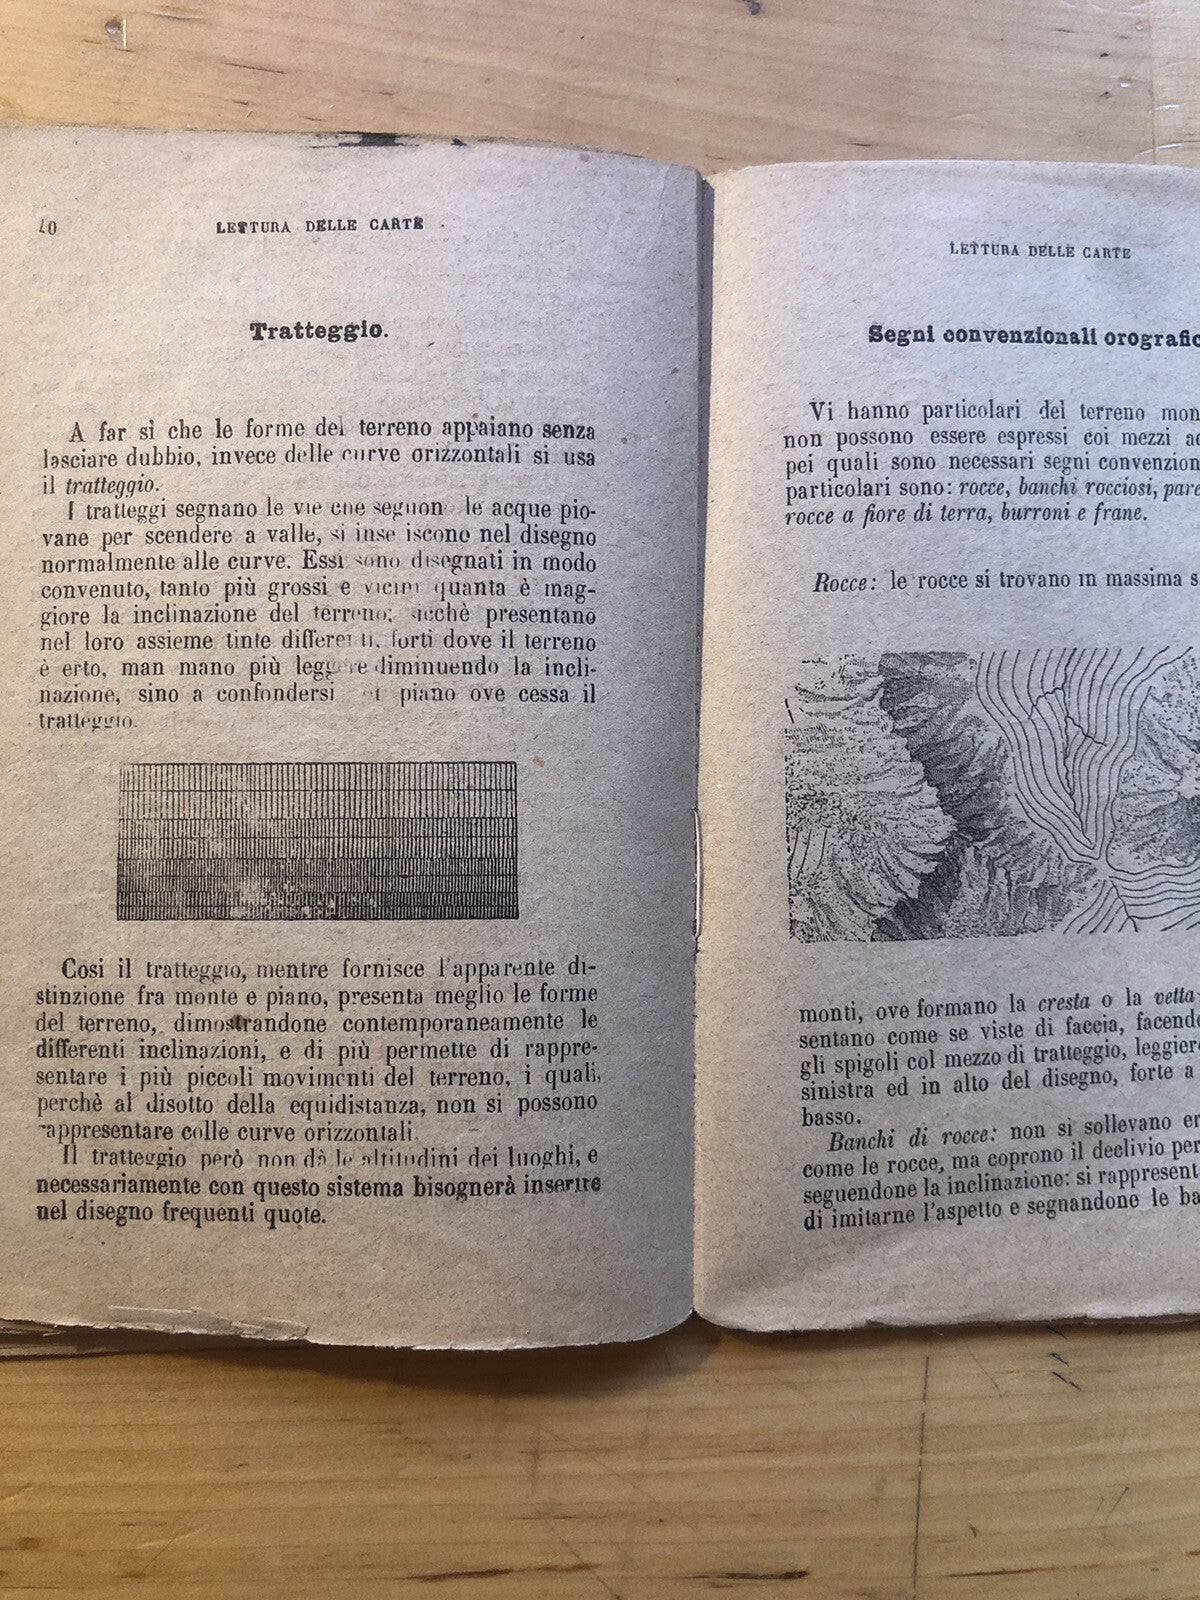 LETTURA DELLE CARTE
Tratteggio.
A far sì che le forme del terreno appaiano senza
lasciare dubbio, invece delle curve orizzontali si usa
il tratteggio.
I tratteggi segnano le vie che le acque pio-
vane per scendere a valle, si nel disegno
normalmente alle curve. Essi sono disegnati in modo
convenuto, tanto più grossi e vicini quanta è mag-
giore la inclinazione del terreno; presentano
nel loro assieme tinte forti dove il terreno
è erto, man mano più diminuendo la incli-
nazione, sino a confondersi piano ove cessa il
tratteggio.
Cosi il tratteggio, mentre fornisce l'apparente di-
stinzione fra monte e piano, presenta meglio le forme
del terreno, dimostrandone contemporaneamente le
differenti inclinazioni, e di più permette di rappre-
sentare i più piccoli movimenti del terreno, i quali,
perchè al disotto della equidistanza, non si possono
rappresentare colle curve orizzontali.
Il tratteggio però non dà le altitudini dei luoghi, e
necessariamente con questo sistema bisognerà inserire
nel disegno frequenti quote.
LETTURA DELLE CARTE
Segni convenzionali orografic
Vi hanno particolari del terreno mon
non possono essere espressi coi mezzi ac
pei quali sono necessari segni convenzion
particolari sono: rocce, banchi rocciosi, pare
rocce a fiore di terra, burroni e frane.
Rocce: le rocce si trovano in massima s
monti, ove formano la cresta o la vetta
sentano come se viste di faccia, facendo
gli spigoli col mezzo di tratteggio, leggiero
sinistra ed in alto del disegno, forte a
basso.
Banchi di rocce: non si sollevano er
come le rocce, ma coprono il declivio per
seguendone la inclinazione: si rappresent
di imitarne l'aspetto e segnandone le ba